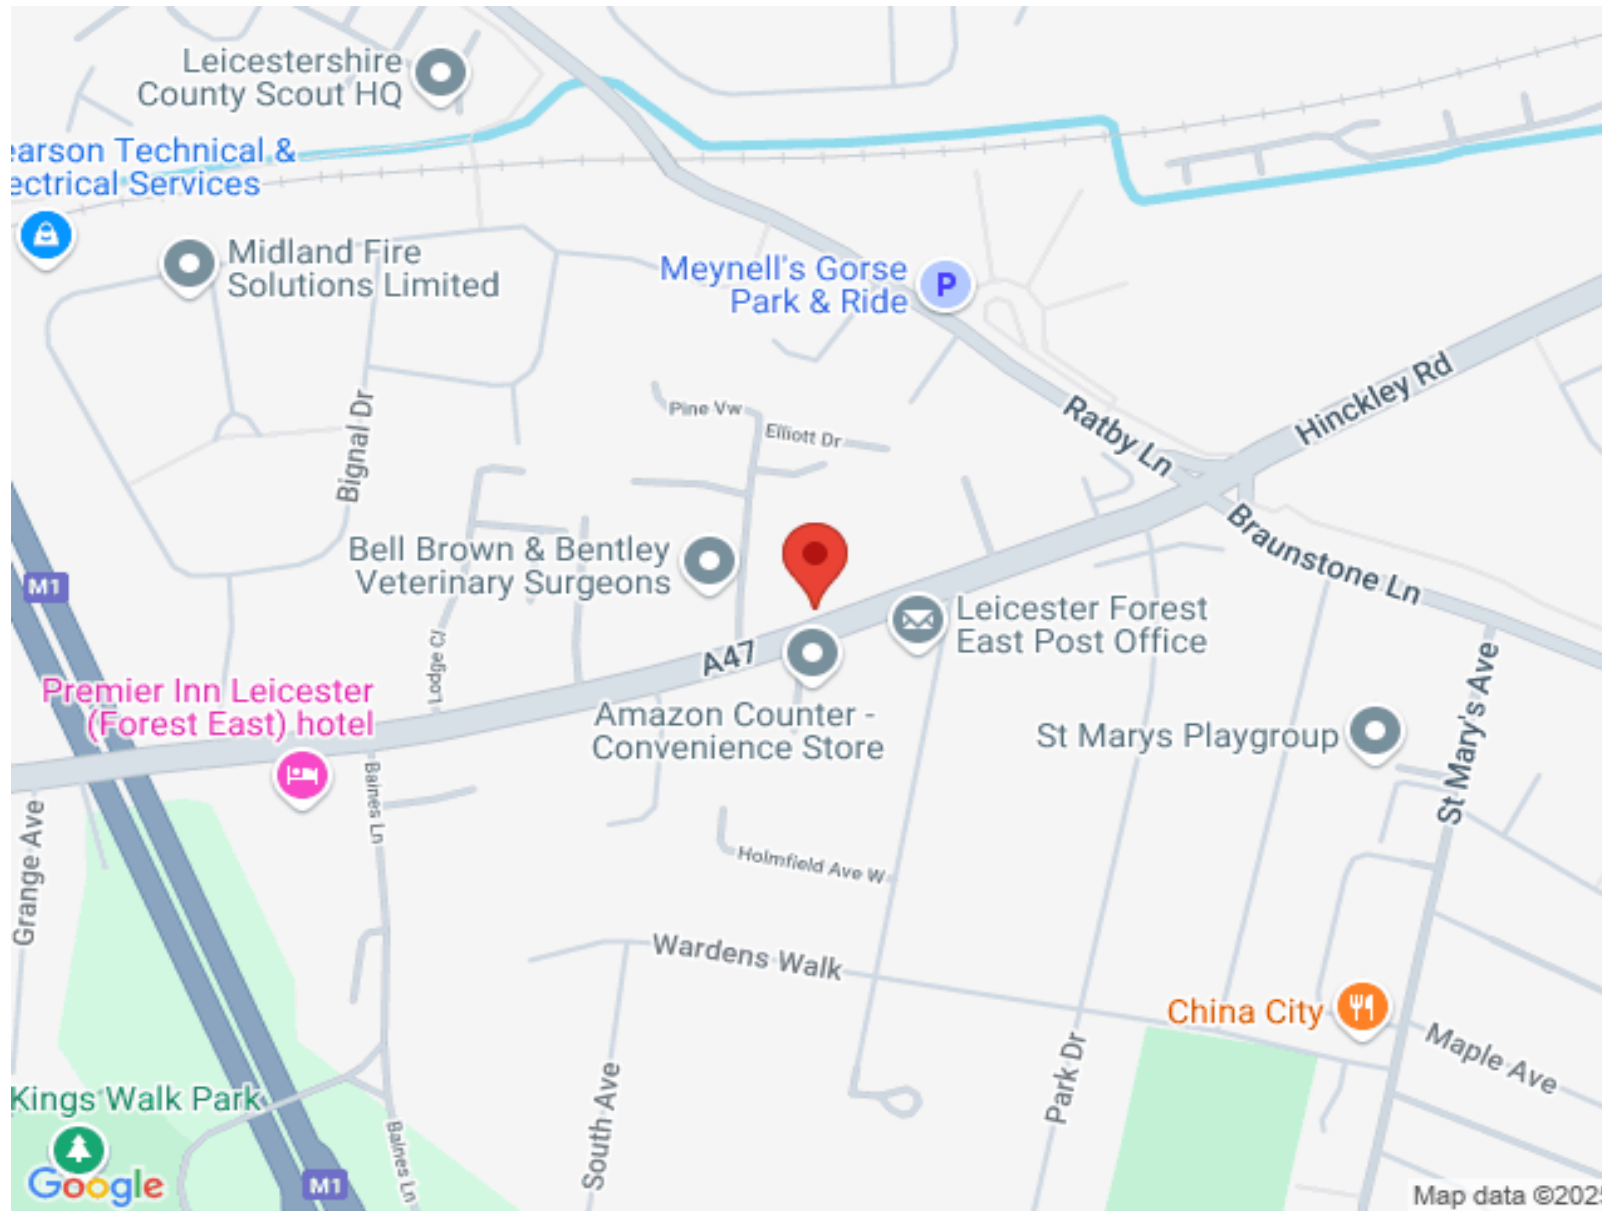 Leicestershire
County Scout HQ
earson Technical &
ectrical Services
Midland Fire
Solutions Limited
Meynell's Gorse
Park & Ride
P
Hinckley Rd
Ratby Ln
Pine Vw
Elliott Dr
Bignal Dr
Braunstone Ln
Bell Brown & Bentley
Veterinary Surgeons
M1
Leicester Forest
East Post Office
A47
Lodge Cl
Premier Inn Leicester
(Forest East) hotel
Amazon Counter -
Convenience Store
St Marys Playgroup
St Mary's Ave
Baines Ln
Grange Ave
Holmfield Ave W
Wardens Walk
China City
Maple Ave
Park Dr
South Ave
Kings Walk Park
Baines Ln
Google
M1
Map data ©2025